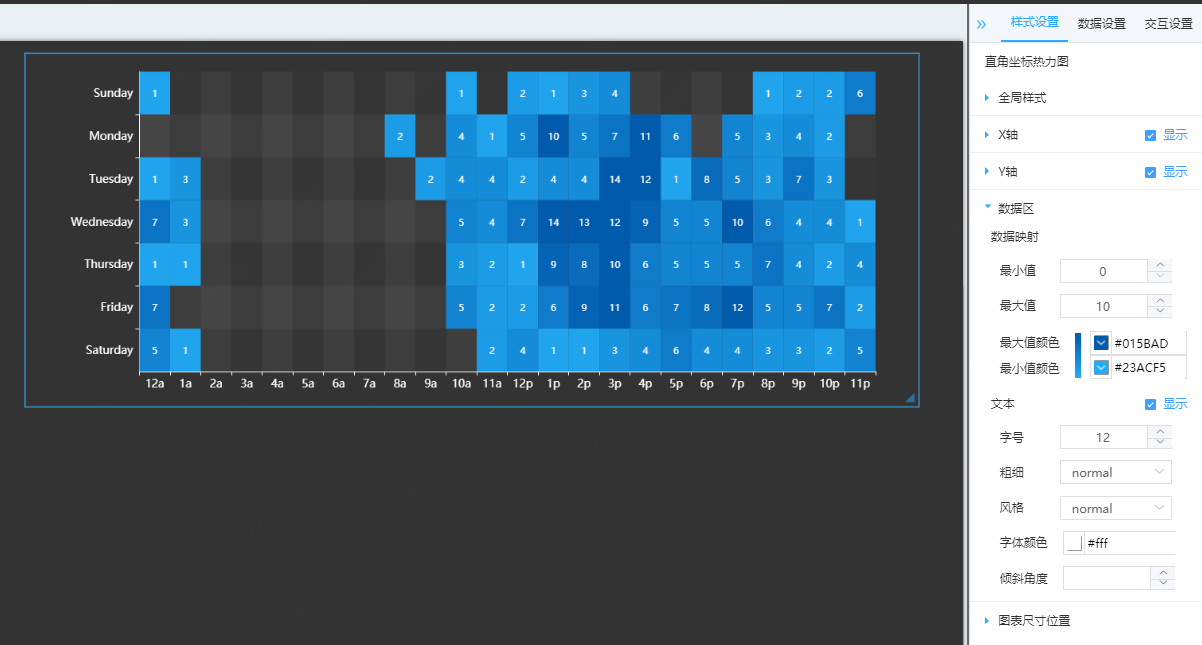 样式设置 数据设置 交互设置
直角坐标热力图
全局样式
X轴 显示
Y轴 显示
数据区
数据映射
最小值 0
最大值 10
最大值颜色 #015BAD
最小值颜色 #23ACF5
文本 显示
字号 12
粗细 normal
风格 normal
字体颜色 #fff
倾斜角度
图表尺寸位置
Sunday 1 1 2 1 3 4 1 2 2 6
Monday 2 4 1 5 10 5 7 11 6 5 3 4 2
Tuesday 1 3 2 4 4 2 4 4 14 12 1 8 5 3 7 3
Wednesday 7 3 5 4 7 14 13 12 9 5 5 10 6 4 4 1
Thursday 1 1 3 2 1 9 8 10 6 5 5 5 7 4 2 4
Friday 7 5 2 2 6 9 11 6 7 8 12 5 5 7 2
Saturday 5 1 2 4 1 1 3 4 6 4 4 3 3 2 5
12a 1a 2a 3a 4a 5a 6a 7a 8a 9a 10a 11a 12p 1p 2p 3p 4p 5p 6p 7p 8p 9p 10p 11p